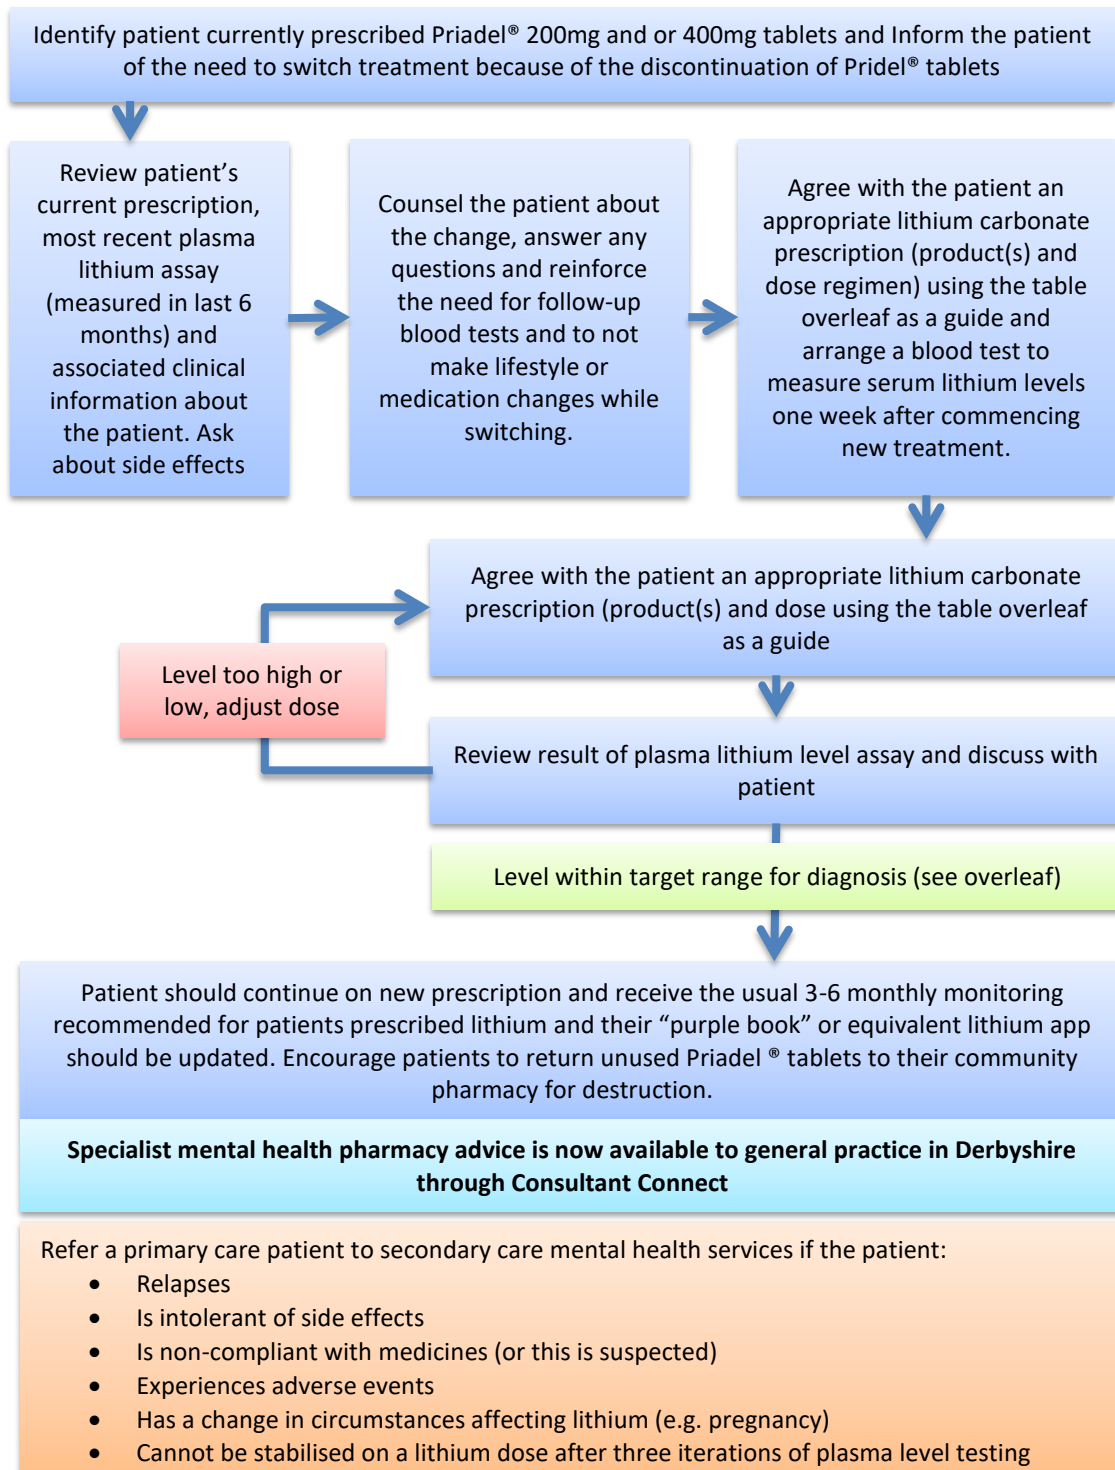 Identify patient currently prescribed Priadel® 200mg and or 400mg tablets and Inform the patient
of the need to switch treatment because of the discontinuation of Pridel® tablets
Review patient’s
current prescription,
most recent plasma
lithium assay
(measured in last 6
months) and
associated clinical
information about
the patient. Ask
about side effects
Counsel the patient about
the change, answer any
questions and reinforce
the need for follow-up
blood tests and to not
make lifestyle or
medication changes while
switching.
Agree with the patient an
appropriate lithium carbonate
prescription (product(s) and
dose regimen) using the table
overleaf as a guide and
arrange a blood test to
measure serum lithium levels
one week after commencing
new treatment.
Agree with the patient an appropriate lithium carbonate
prescription (product(s) and dose using the table overleaf
as a guide
Level too high or
low, adjust dose
Review result of plasma lithium level assay and discuss with
patient
Level within target range for diagnosis (see overleaf)
Patient should continue on new prescription and receive the usual 3-6 monthly monitoring
recommended for patients prescribed lithium and their “purple book” or equivalent lithium app
should be updated. Encourage patients to return unused Priadel ® tablets to their community
pharmacy for destruction.
Specialist mental health pharmacy advice is now available to general practice in Derbyshire
through Consultant Connect
Refer a primary care patient to secondary care mental health services if the patient:
• Relapses
• Is intolerant of side effects
• Is non-compliant with medicines (or this is suspected)
• Experiences adverse events
• Has a change in circumstances affecting lithium (e.g. pregnancy)
• Cannot be stabilised on a lithium dose after three iterations of plasma level testing